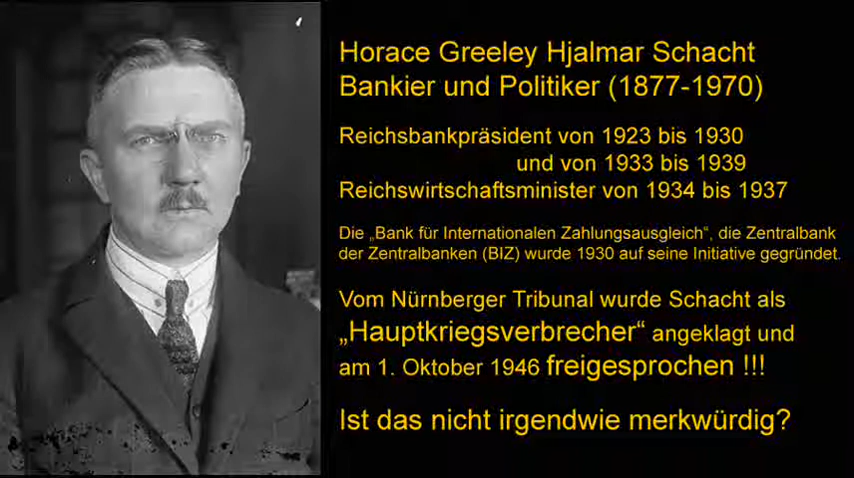 Horace Greeley Hjalmar Schacht
Bankier und Politiker (1877-1970)
Reichsbankpräsident von 1923 bis 1930
und von 1933 bis 1939
Reichswirtschaftsminister von 1934 bis 1937
Die „Bank für Internationalen Zahlungsausgleich“, die Zentralbank
der Zentralbanken (BIZ) wurde 1930 auf seine Initiative gegründet.
Vom Nürnberger Tribunal wurde Schacht als
„Hauptkriegsverbrecher“ angeklagt und
am 1. Oktober 1946 freigesprochen !!!
Ist das nicht irgendwie merkwürdig?